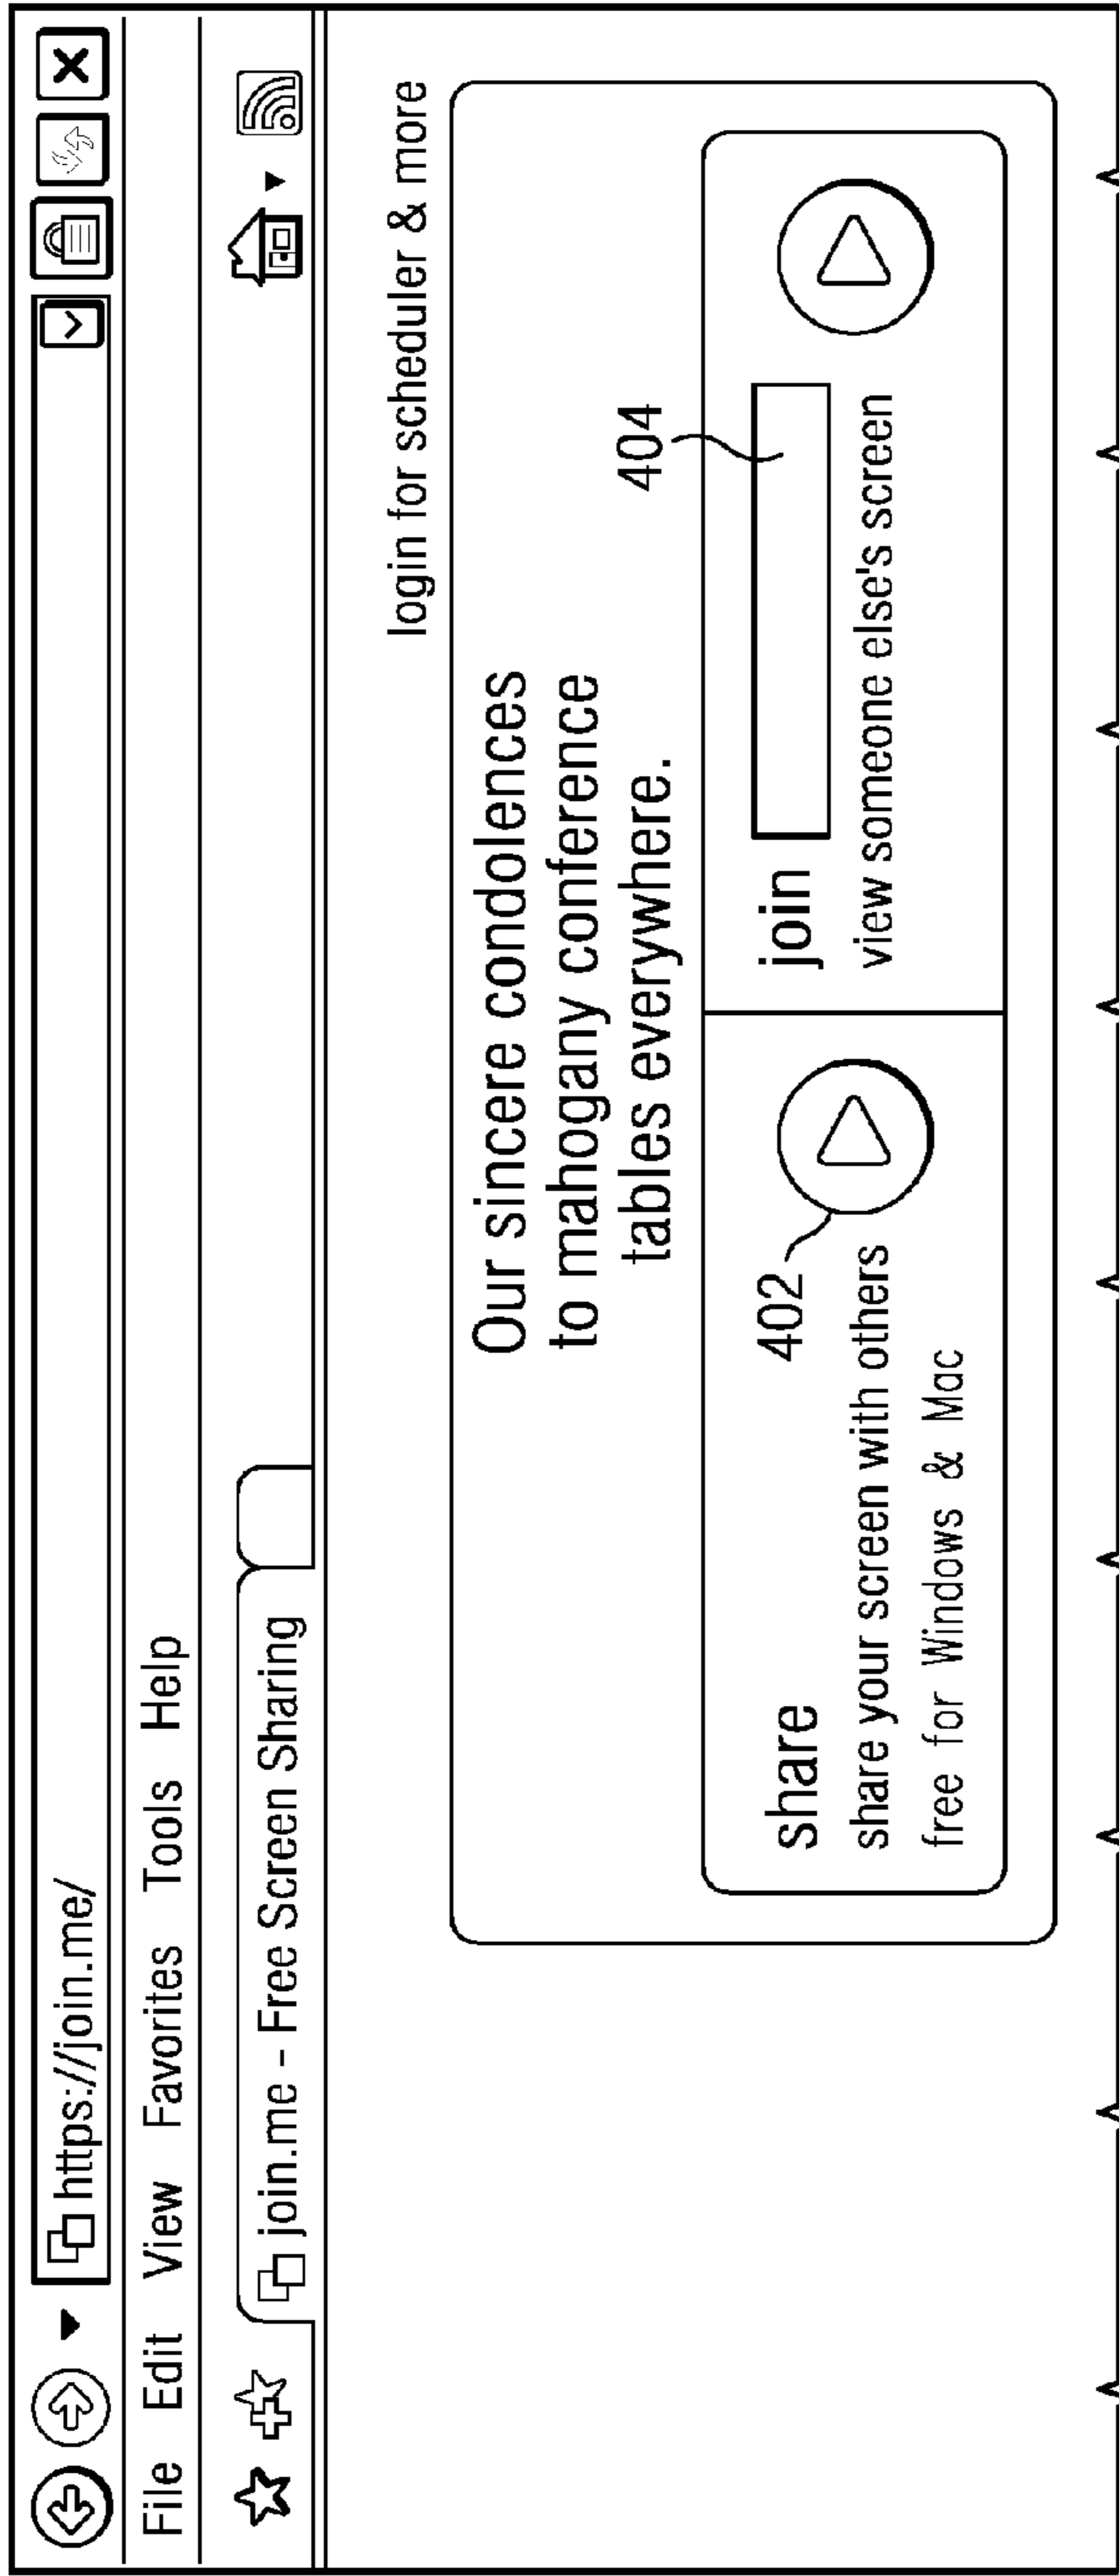 https://join.me/
File Edit View Favorites Tools Help
join.me - Free Screen Sharing
login for scheduler & more
Our sincere condolences
to mahogany conference
tables everywhere.
share
share your screen with others
free for Windows & Mac
402
join
view someone else's screen
404